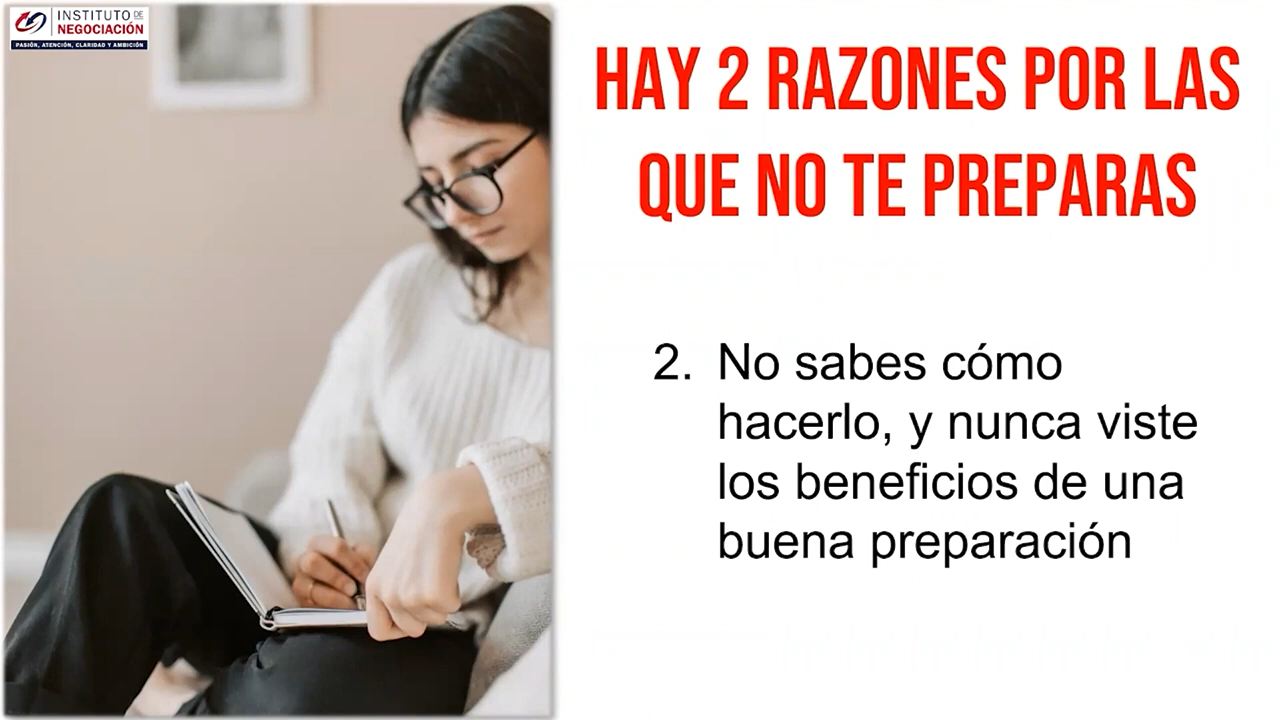 INSTITUTO DE
NEGOCIACIÓN
PASIÓN, ATENCIÓN, CLARIDAD Y AMBICIÓN
HAY 2 RAZONES POR LAS
QUE NO TE PREPARAS
2. No sabes cómo
hacerlo, y nunca viste
los beneficios de una
buena preparación